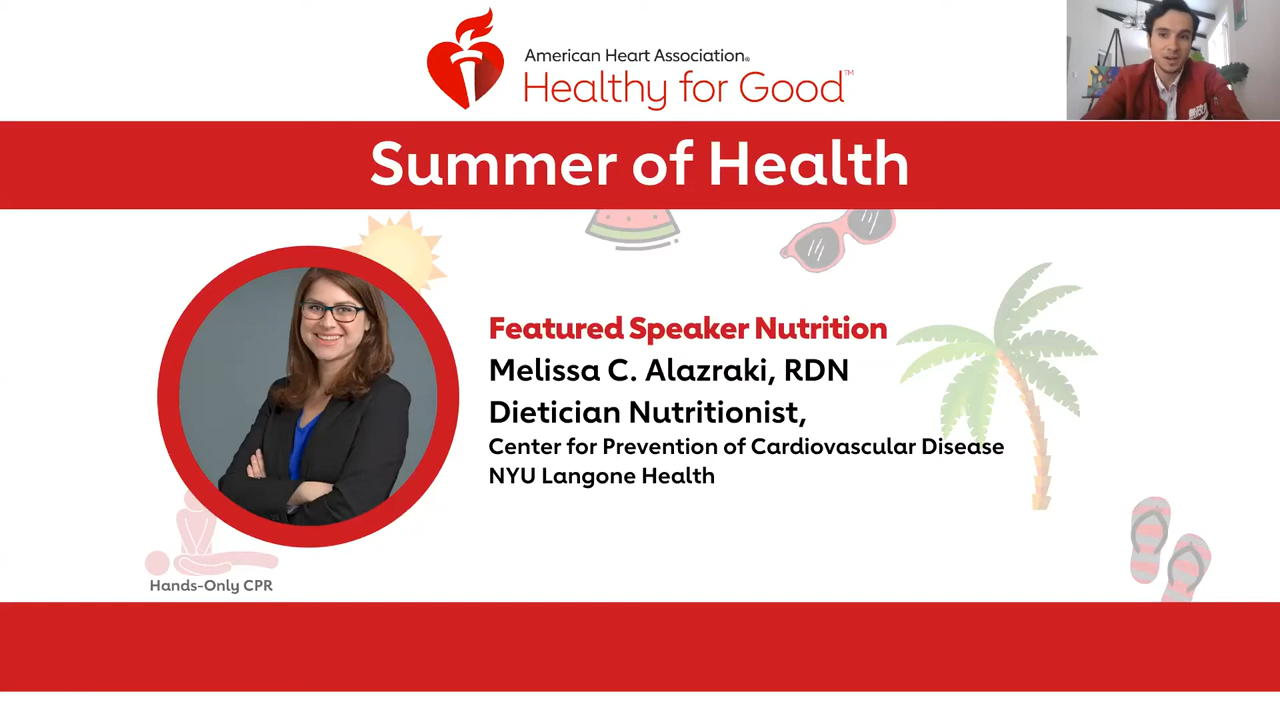 American Heart Association®
Healthy for Good™
Summer of Health
Featured Speaker Nutrition
Melissa C. Alazraki, RDN
Dietician Nutritionist,
Center for Prevention of Cardiovascular Disease
NYU Langone Health
Hands-Only CPR